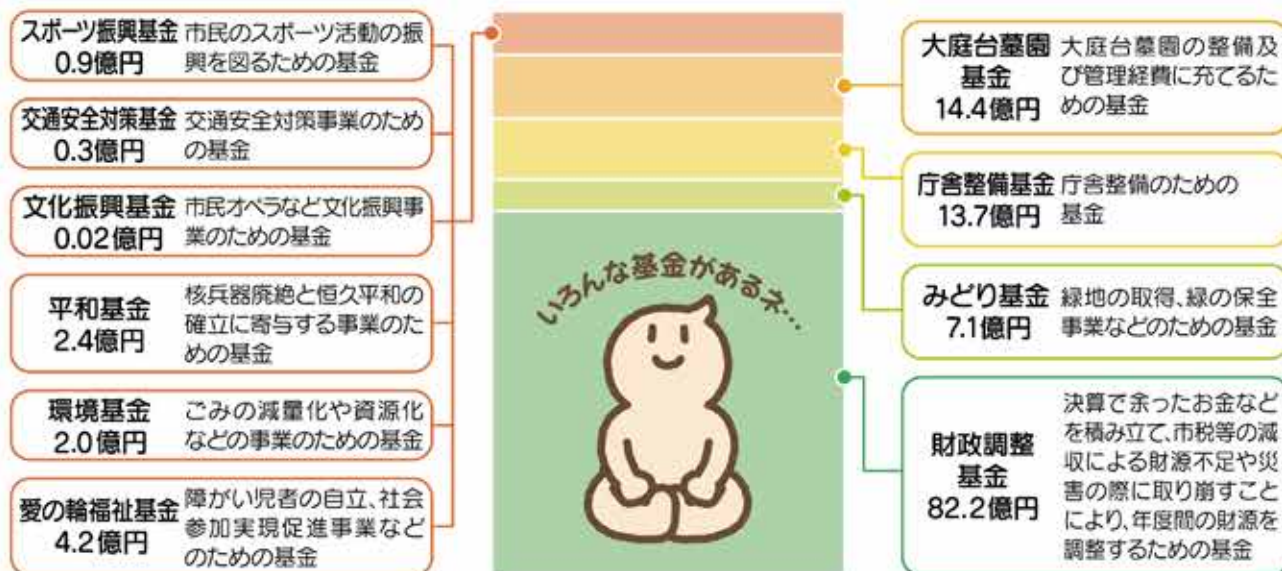 スポーツ振興基金
0.9億円
市民のスポーツ活動の振
興を図るための基金
交通安全対策基金
0.3億円
交通安全対策事業のため
の基金
文化振興基金
0.02億円
市民オペラなど文化振興事
業のための基金
平和基金
2.4億円
核兵器廃絶と恒久平和の
確立に寄与する事業のた
めの基金
環境基金
2.0億円
ごみの減量化や資源化
などの事業のための基金
愛の輪福祉基金
4.2億円
障がい児者の自立、社会
参加実現促進事業など
のための基金
いろんな基金があるネ…
大庭台墓園
基金
14.4億円
大庭台墓園の整備及
び管理経費に充てるた
めの基金
庁舎整備基金
13.7億円
庁舎整備のための
基金
みどり基金
7.1億円
緑地の取得、緑の保全
事業などのための基金
財政調整
基金
82.2億円
決算で余ったお金など
を積み立て、市税等の減
収による財源不足や災
害の際に取り崩すこと
により、年度間の財源を
調整するための基金